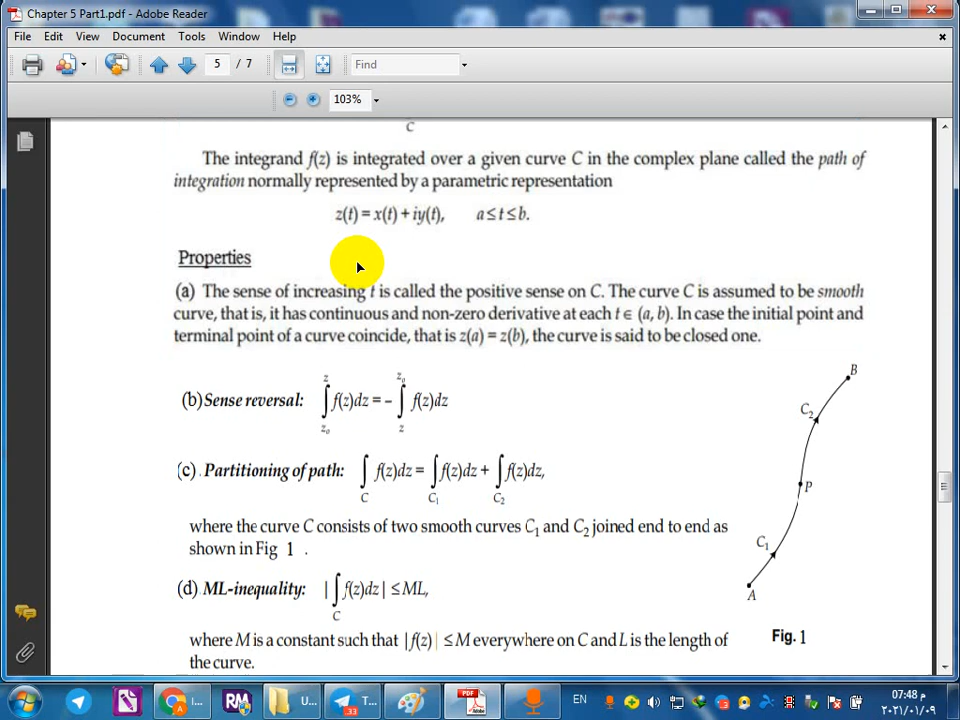 Chapter 5 Part1.pdf - Adobe Reader
File Edit View Document Tools Window Help
5 / 7 Find
103%
C
The integrand f(z) is integrated over a given curve C in the complex plane called the path of
integration normally represented by a parametric representation
z(t) = x(t) + iy(t), a ≤ t ≤ b.
Properties
(a) The sense of increasing t is called the positive sense on C. The curve C is assumed to be smooth
curve, that is, it has continuous and non-zero derivative at each t ∈ (a, b). In case the initial point and
terminal point of a curve coincide, that is z(a) = z(b), the curve is said to be closed one.
(b) Sense reversal: ∫_{z₀}^{z} f(z)dz = – ∫_{z}^{z₀} f(z)dz
(c) . Partitioning of path: ∫_C f(z)dz = ∫_{C₁} f(z)dz + ∫_{C₂} f(z)dz,
where the curve C consists of two smooth curves C₁ and C₂ joined end to end as
shown in Fig 1 .
(d) . ML-inequality: | ∫_C f(z)dz | ≤ ML,
where M is a constant such that |f(z)| ≤ M everywhere on C and L is the length of
the curve.
B
C₂
P
C₁
A
Fig. 1
RM I... U... T... 33 PDF Adobe EN
07:48 م
٢٠٢١/٠١/٠٩